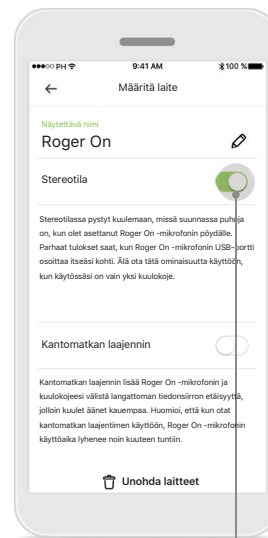 PH 9:41 AM 100 %
Määritä laite
Näytettävä nimi
Roger On
Stereotila
Stereotilassa pystyt kuulemaan, missä suunnassa puhuja
on, kun olet asettanut Roger On -mikrofonin pöydälle.
Parhaat tulokset saat, kun Roger On -mikrofonin USB-portti
osoittaa itseäsi kohti. Älä ota tätä ominaisuutta käyttöön,
kun käytössäsi on vain yksi kuulokoje.
Kantomatkan laajennin
Kantomatkan laajennin lisää Roger On -mikrofonin ja
kuulokojeesi välistä langattoman tiedonsiirron etäisyyttä,
jolloin kuulet äänet kauempaa. Huomioi, että kun otat
kantomatkan laajentimen käyttöön, Roger On -mikrofonin
käyttöaika lyhenee noin kuuteen tuntiin.
Unohda laitteet